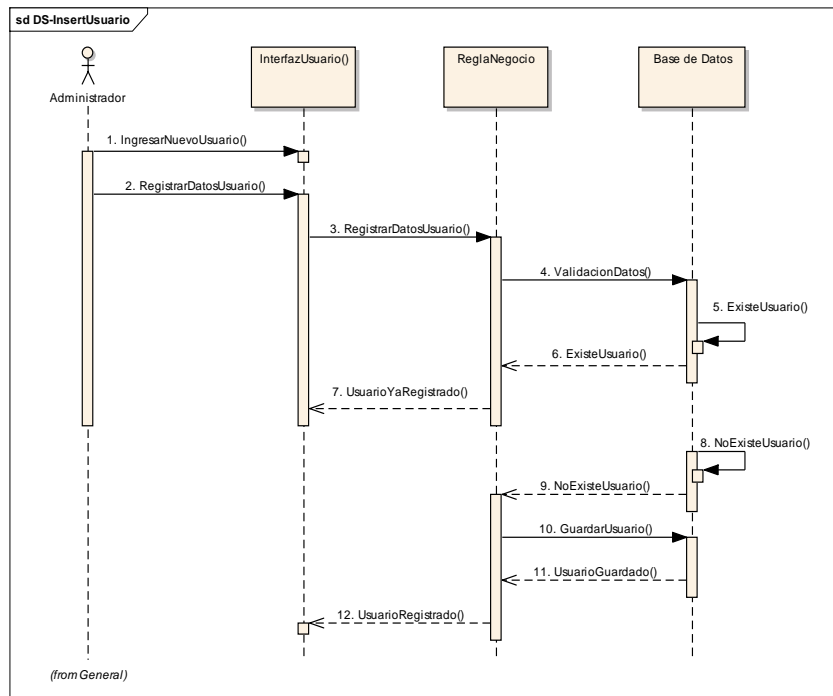 sd DS-InsertUsuario
Administrador
InterfazUsuario()
ReglaNegocio
Base de Datos
1. IngresarNuevoUsuario()
2. RegistrarDatosUsuario()
3. RegistrarDatosUsuario()
4. ValidacionDatos()
5. ExisteUsuario()
6. ExisteUsuario()
7. UsuarioYaRegistrado()
8. NoExisteUsuario()
9. NoExisteUsuario()
10. GuardarUsuario()
11. UsuarioGuardado()
12. UsuarioRegistrado()
(from General)